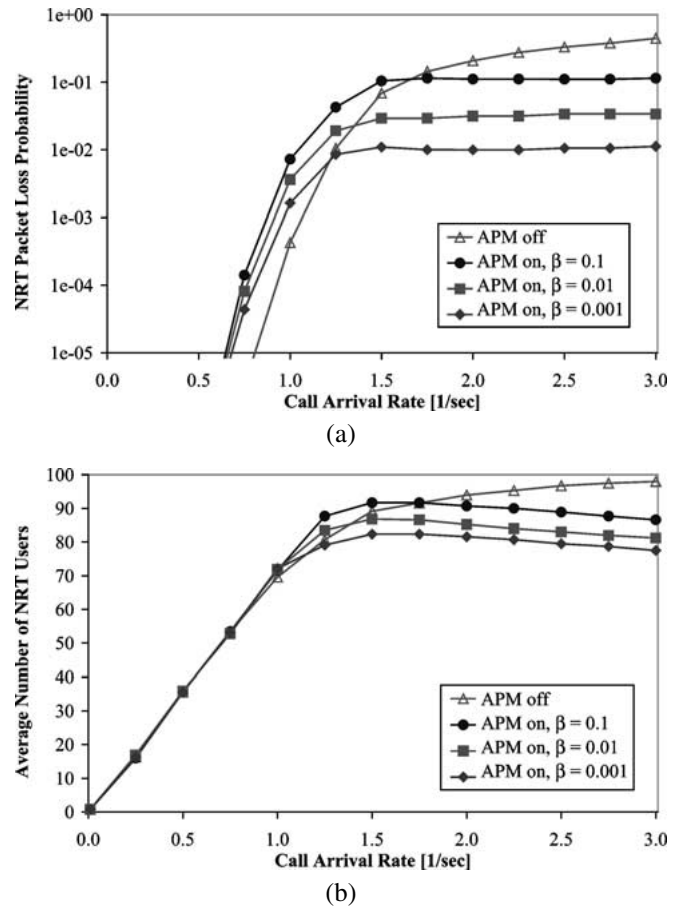 NRT Packet Loss Probability
1e+00
1e-01
1e-02
1e-03
1e-04
1e-05
APM off
APM on, β = 0.1
APM on, β = 0.01
APM on, β = 0.001
0.0 0.5 1.0 1.5 2.0 2.5 3.0
Call Arrival Rate [1/sec]
(a)
Average Number of NRT Users
100
90
80
70
60
50
40
30
20
10
0
APM off
APM on, β = 0.1
APM on, β = 0.01
APM on, β = 0.001
0.0 0.5 1.0 1.5 2.0 2.5 3.0
Call Arrival Rate [1/sec]
(b)